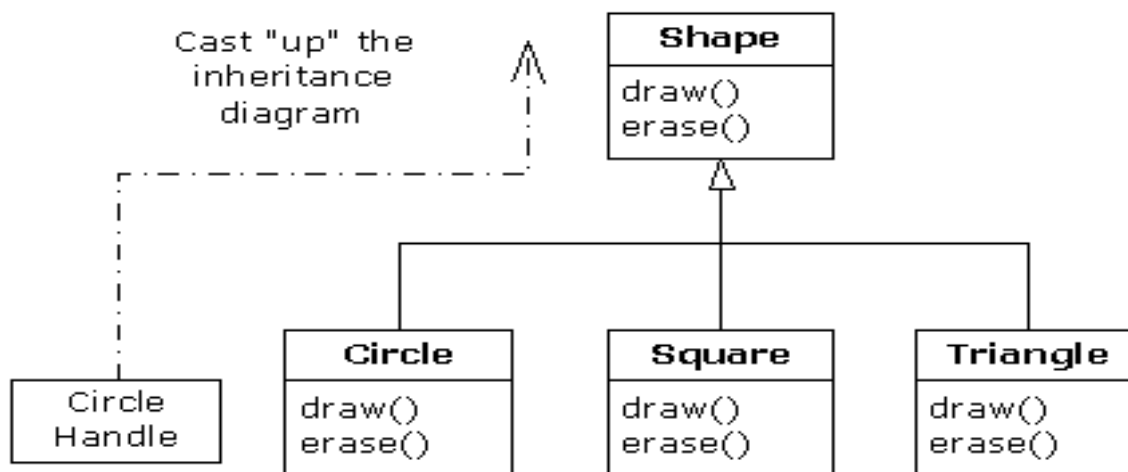 Cast "up" the
inheritance
diagram
Shape
draw()
erase()
Circle
Handle
Circle
draw()
erase()
Square
draw()
erase()
Triangle
draw()
erase()